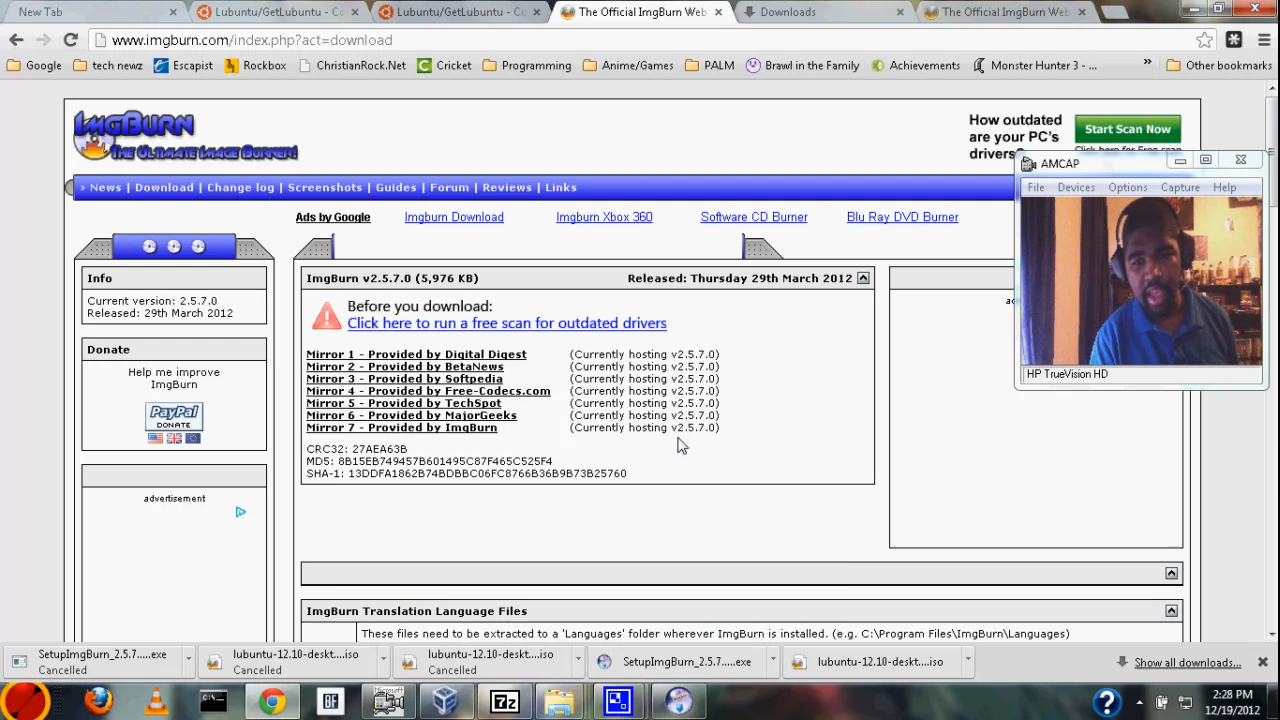 New Tab
Lubuntu/GetLubuntu - Co
Lubuntu/GetLubuntu - Com
The Official ImgBurn Web
Downloads
The Official ImgBurn Web
www.imgburn.com/index.php?act=download
Google
tech newz
Escapist
Rockbox
ChristianRock.Net
Cricket
Programming
Anime/Games
PALM
Brawl in the Family
Achievements
Monster Hunter 3 - ...
»
Other bookmarks
ImgBurn
The Ultimate Image Burner!
How outdated
are your PC's
drivers?
Start Scan Now
› News | Download | Change log | Screenshots | Guides | Forum | Reviews | Links
AMCAP
File Devices Options Capture Help
HP TrueVision HD
Ads by Google
Imgburn Download
Imgburn Xbox 360
Software CD Burner
Blu Ray DVD Burner
Info
Current version: 2.5.7.0
Released: 29th March 2012
Donate
Help me improve
ImgBurn
PayPal
DONATE
advertisement
ImgBurn v2.5.7.0 (5,976 KB)
Released: Thursday 29th March 2012
Before you download:
Click here to run a free scan for outdated drivers
Mirror 1 - Provided by Digital Digest (Currently hosting v2.5.7.0)
Mirror 2 - Provided by BetaNews (Currently hosting v2.5.7.0)
Mirror 3 - Provided by Softpedia (Currently hosting v2.5.7.0)
Mirror 4 - Provided by Free-Codecs.com (Currently hosting v2.5.7.0)
Mirror 5 - Provided by TechSpot (Currently hosting v2.5.7.0)
Mirror 6 - Provided by MajorGeeks (Currently hosting v2.5.7.0)
Mirror 7 - Provided by ImgBurn (Currently hosting v2.5.7.0)
CRC32: 27AEA63B
MD5: 8B15EB749457B601495C87F465C525F4
SHA-1: 13DDFA1862B74BDBBC06FC8766B36B9B73B25760
ImgBurn Translation Language Files
These files need to be extracted to a 'Languages' folder wherever ImgBurn is installed. (e.g. C:\Program Files\ImgBurn\Languages)
SetupImgBurn_2.5.7....exe
Cancelled
lubuntu-12.10-deskt....iso
Cancelled
lubuntu-12.10-deskt....iso
Cancelled
SetupImgBurn_2.5.7....exe
lubuntu-12.10-deskt....iso
Show all downloads...
DF
7z
2:28 PM
12/19/2012